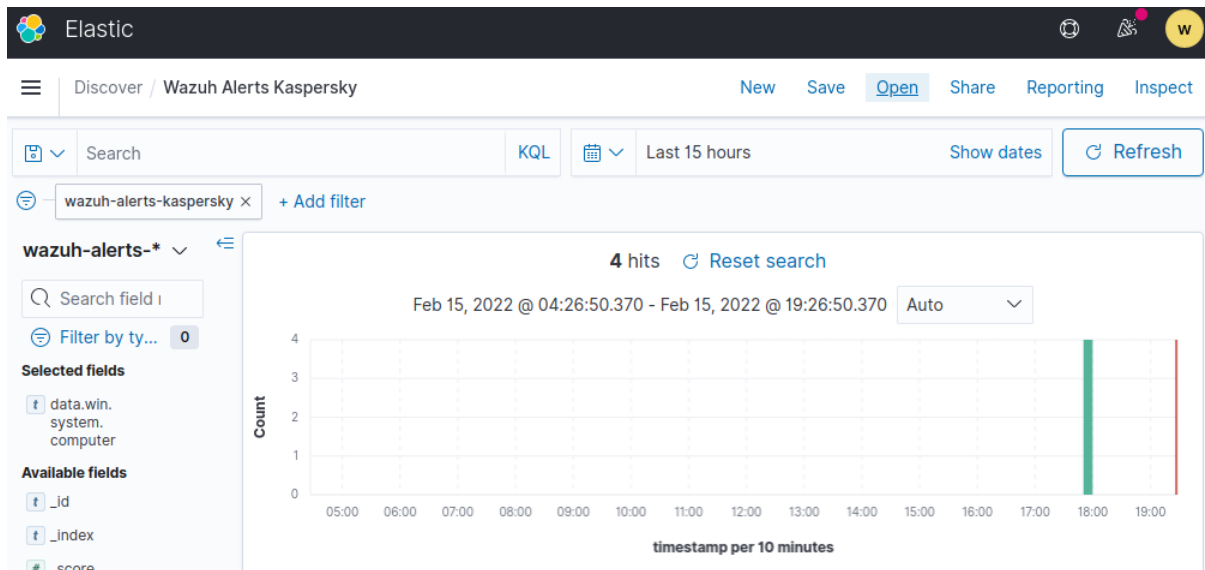 Elastic
W
Discover / Wazuh Alerts Kaspersky
New Save Open Share Reporting Inspect
Search KQL Last 15 hours Show dates Refresh
wazuh-alerts-kaspersky × + Add filter
wazuh-alerts-*
4 hits Reset search
Search field
Feb 15, 2022 @ 04:26:50.370 - Feb 15, 2022 @ 19:26:50.370 Auto
Filter by ty... 0
Selected fields
t data.win.
system.
computer
Available fields
t _id
t _index
# _score
Count
4
3
2
1
0
05:00 06:00 07:00 08:00 09:00 10:00 11:00 12:00 13:00 14:00 15:00 16:00 17:00 18:00 19:00
timestamp per 10 minutes